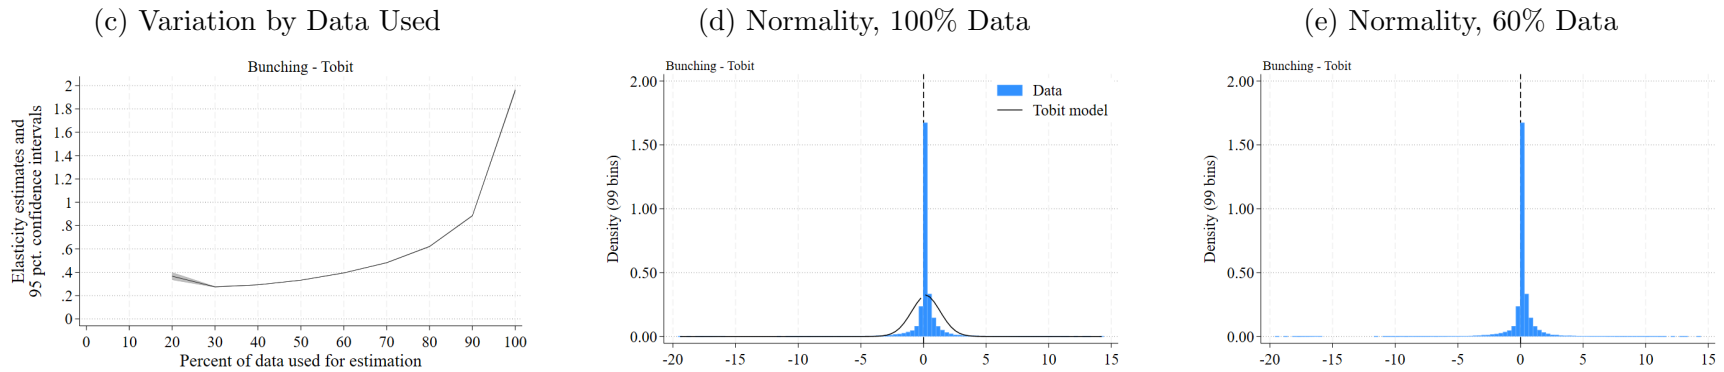 (c) Variation by Data Used
Bunching - Tobit
Elasticity estimates and
95 pct. confidence intervals
2
1.8
1.6
1.4
1.2
1
.8
.6
.4
.2
0
0 10 20 30 40 50 60 70 80 90 100
Percent of data used for estimation
(d) Normality, 100% Data
Bunching - Tobit
Data
Tobit model
Density (99 bins)
2.00
1.50
1.00
0.50
0.00
-20 -15 -10 -5 0 5 10 15
(e) Normality, 60% Data
Bunching - Tobit
Density (99 bins)
2.00
1.50
1.00
0.50
0.00
-20 -15 -10 -5 0 5 10 15